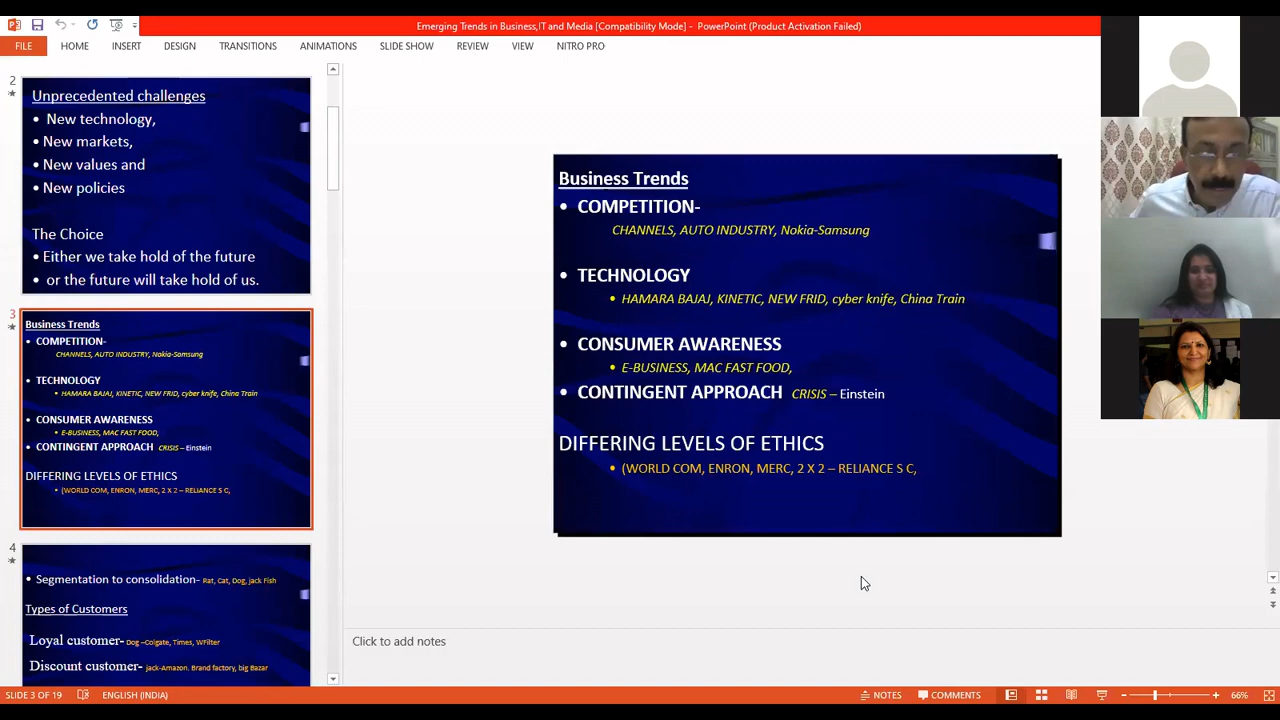 Emerging Trends in Business,IT and Media [Compatibility Mode] - PowerPoint (Product Activation Failed)
FILE HOME INSERT DESIGN TRANSITIONS ANIMATIONS SLIDE SHOW REVIEW VIEW NITRO PRO
2
Unprecedented challenges
• New technology,
• New markets,
• New values and
• New policies
The Choice
• Either we take hold of the future
• or the future will take hold of us.
3
Business Trends
• COMPETITION-
CHANNELS, AUTO INDUSTRY, Nokia-Samsung
• TECHNOLOGY
• HAMARA BAJAJ, KINETIC, NEW FRID, cyber knife, China Train
• CONSUMER AWARENESS
• E-BUSINESS, MAC FAST FOOD,
• CONTINGENT APPROACH CRISIS – Einstein
DIFFERING LEVELS OF ETHICS
• (WORLD COM, ENRON, MERC, 2 X 2 – RELIANCE S C,
4
• Segmentation to consolidation- Rat, Cat, Dog, jack Fish
Types of Customers
Loyal customer- Dog –Colgate, Times, WFilter
Discount customer- jack-Amazon. Brand factory, big Bazar
Business Trends
• COMPETITION-
CHANNELS, AUTO INDUSTRY, Nokia-Samsung
• TECHNOLOGY
• HAMARA BAJAJ, KINETIC, NEW FRID, cyber knife, China Train
• CONSUMER AWARENESS
• E-BUSINESS, MAC FAST FOOD,
• CONTINGENT APPROACH CRISIS – Einstein
DIFFERING LEVELS OF ETHICS
• (WORLD COM, ENRON, MERC, 2 X 2 – RELIANCE S C,
Click to add notes
SLIDE 3 OF 19 ENGLISH (INDIA) NOTES COMMENTS 66%